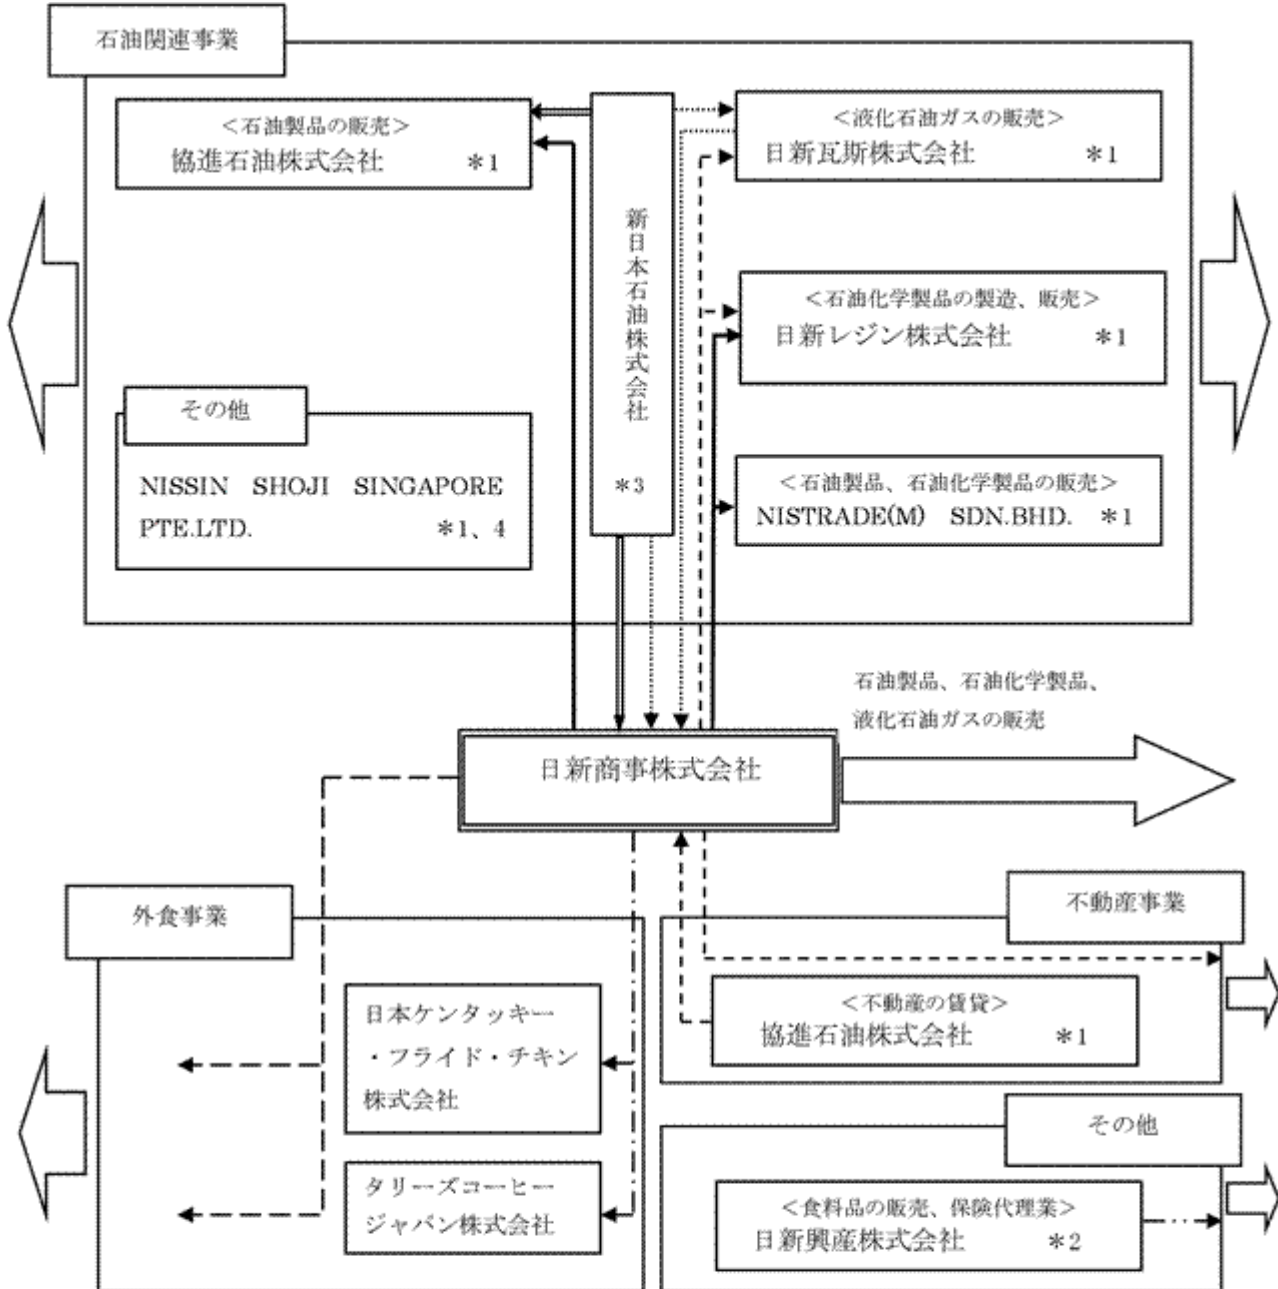 石油関連事業
＜石油製品の販売＞
協進石油株式会社 ＊1
新日本石油株式会社
＊3
＜液化石油ガスの販売＞
日新瓦斯株式会社 ＊1
＜石油化学製品の製造、販売＞
日新レジン株式会社 ＊1
その他
NISSIN SHOJI SINGAPORE
PTE.LTD. ＊1、4
＜石油製品、石油化学製品の販売＞
NISTRADE(M) SDN.BHD. ＊1
石油製品、石油化学製品、
液化石油ガスの販売
日新商事株式会社
外食事業
日本ケンタッキー
・フライド・チキン
株式会社
タリーズコーヒー
ジャパン株式会社
不動産事業
＜不動産の賃貸＞
協進石油株式会社 ＊1
その他
＜食料品の販売、保険代理業＞
日新興産株式会社 ＊2